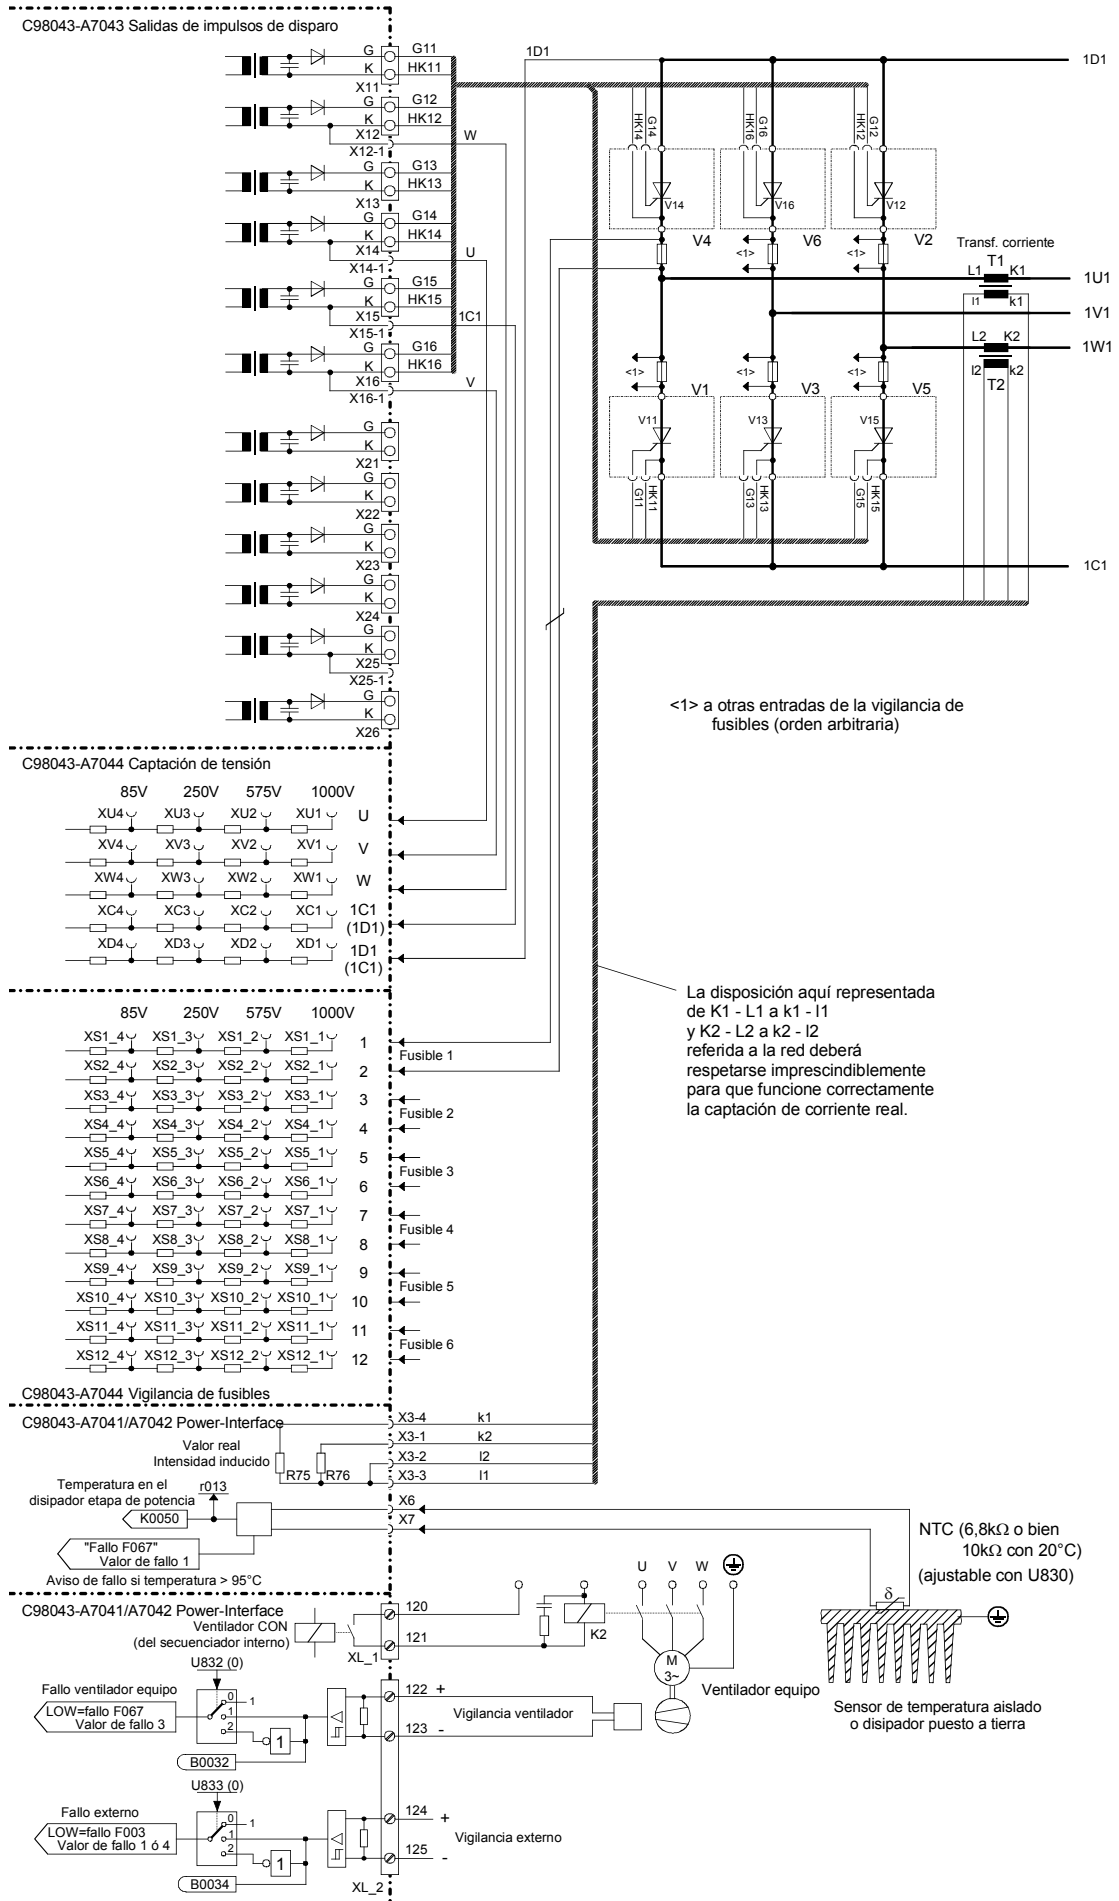 C98043-A7043 Salidas de impulsos de disparo
G G11
K HK11
X11
G G12
K HK12
X12
X12-1
W
G G13
K HK13
X13
G G14
K HK14
X14
X14-1
U
G G15
K HK15
X15
X15-1
1C1
G G16
K HK16
X16
X16-1
V
G
K
X21
G
K
X22
G
K
X23
G
K
X24
G
K
X25
X25-1
G
K
X26
1D1
1D1
HK14 G14
HK16 G16
HK12 G12
V14 V16 V12
V4 V6 V2
<1> <1>
Transf. corriente
T1
L1 K1
l1 k1
1U1
1V1
L2 K2
l2 k2
T2
1W1
<1> <1> <1>
V1 V3 V5
V11 V13 V15
G11 HK11
G13 HK13
G15 HK15
1C1
<1> a otras entradas de la vigilancia de
fusibles (orden arbitraria)
C98043-A7044 Captación de tensión
85V 250V 575V 1000V
XU4 XU3 XU2 XU1 U
XV4 XV3 XV2 XV1 V
XW4 XW3 XW2 XW1 W
XC4 XC3 XC2 XC1 1C1
(1D1)
XD4 XD3 XD2 XD1 1D1
(1C1)
La disposición aquí representada
de K1 - L1 a k1 - l1
y K2 - L2 a k2 - l2
referida a la red deberá
respetarse imprescindiblemente
para que funcione correctamente
la captación de corriente real.
85V 250V 575V 1000V
XS1_4 XS1_3 XS1_2 XS1_1 1
Fusible 1
XS2_4 XS2_3 XS2_2 XS2_1 2
XS3_4 XS3_3 XS3_2 XS3_1 3
Fusible 2
XS4_4 XS4_3 XS4_2 XS4_1 4
XS5_4 XS5_3 XS5_2 XS5_1 5
Fusible 3
XS6_4 XS6_3 XS6_2 XS6_1 6
XS7_4 XS7_3 XS7_2 XS7_1 7
Fusible 4
XS8_4 XS8_3 XS8_2 XS8_1 8
XS9_4 XS9_3 XS9_2 XS9_1 9
Fusible 5
XS10_4 XS10_3 XS10_2 XS10_1 10
XS11_4 XS11_3 XS11_2 XS11_1 11
Fusible 6
XS12_4 XS12_3 XS12_2 XS12_1 12
C98043-A7044 Vigilancia de fusibles
C98043-A7041/A7042 Power-Interface
Valor real
Intensidad inducido
R75 R76
X3-4 k1
X3-1 k2
X3-2 l2
X3-3 l1
Temperatura en el
disipador etapa de potencia
r013
K0050
"Fallo F067"
Valor de fallo 1
Aviso de fallo si temperatura > 95°C
X6
X7
NTC (6,8kΩ o bien
10kΩ con 20°C)
(ajustable con U830)
δ
Sensor de temperatura aislado
o disipador puesto a tierra
C98043-A7041/A7042 Power-Interface
Ventilador CON
(del secuenciador interno)
120
121
XL_1
K2
U V W
M
3~
Ventilador equipo
U832 (0)
Fallo ventilador equipo
LOW=fallo F067
Valor de fallo 3
0 1
1
2
1
B0032
122 +
123 -
Vigilancia ventilador
U833 (0)
Fallo externo
LOW=fallo F003
Valor de fallo 1 ó 4
0 1
1
2
1
B0034
124 +
125 -
Vigilancia externo
XL_2